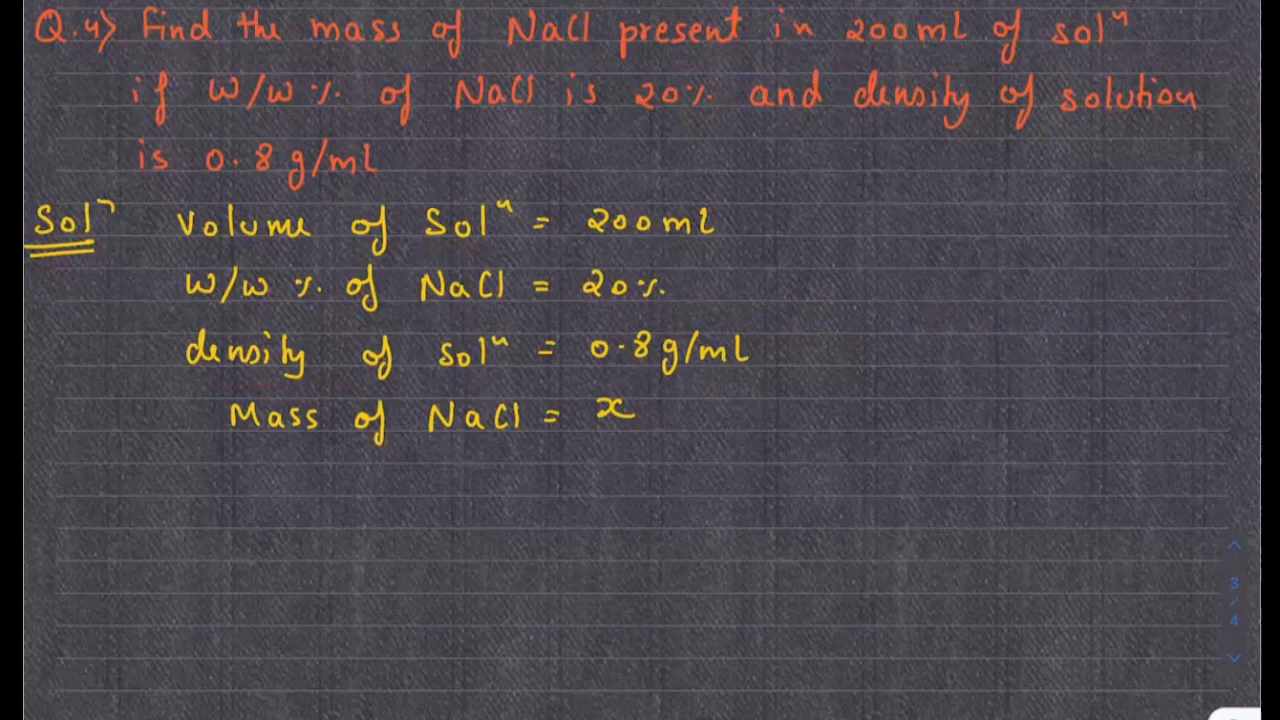 Q.4> Find the mass of NaCl present in 200ml of solⁿ
if w/w % of NaCl is 20% and density of solution
is 0.8 g/ml
Solⁿ Volume of Solⁿ = 200ml
w/w % of NaCl = 20%
density of solⁿ = 0.8 g/ml
Mass of NaCl = x
3
/
4